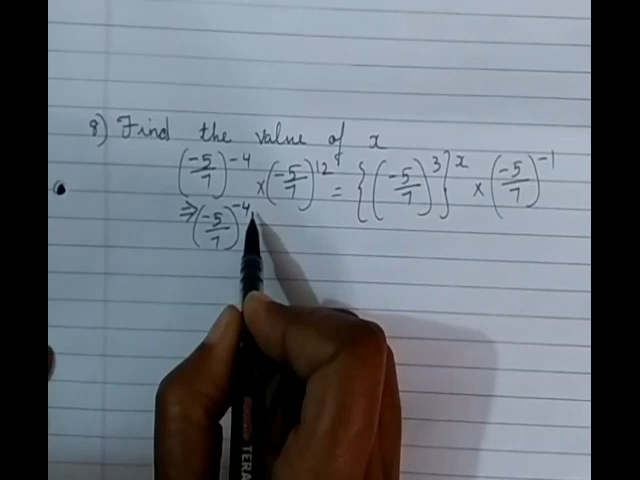 8) Find the value of x
(-5/7)^-4 × (-5/7)^12 = {(-5/7)^3}^x × (-5/7)^-1
⇒ (-5/7)^-4
TERA